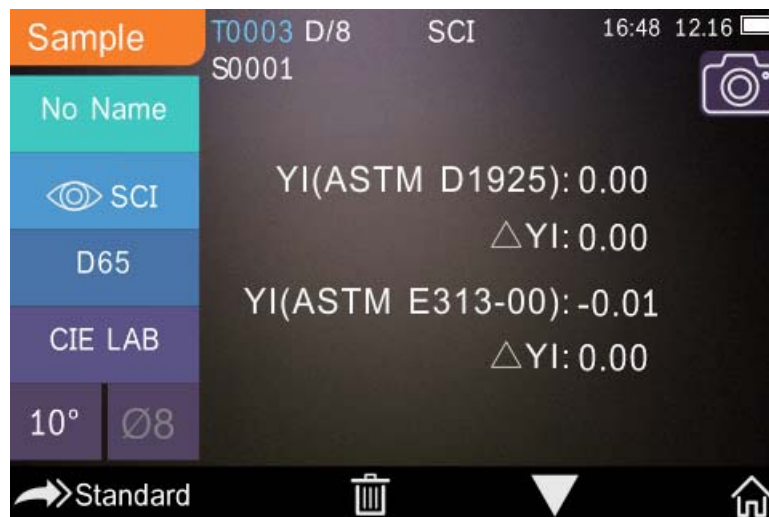 Sample
T0003 D/8 SCI 16:48 12.16
S0001
No Name
SCI
D65
CIE LAB
10° Ø8
YI(ASTM D1925): 0.00
△YI: 0.00
YI(ASTM E313-00): -0.01
△YI: 0.00
Standard